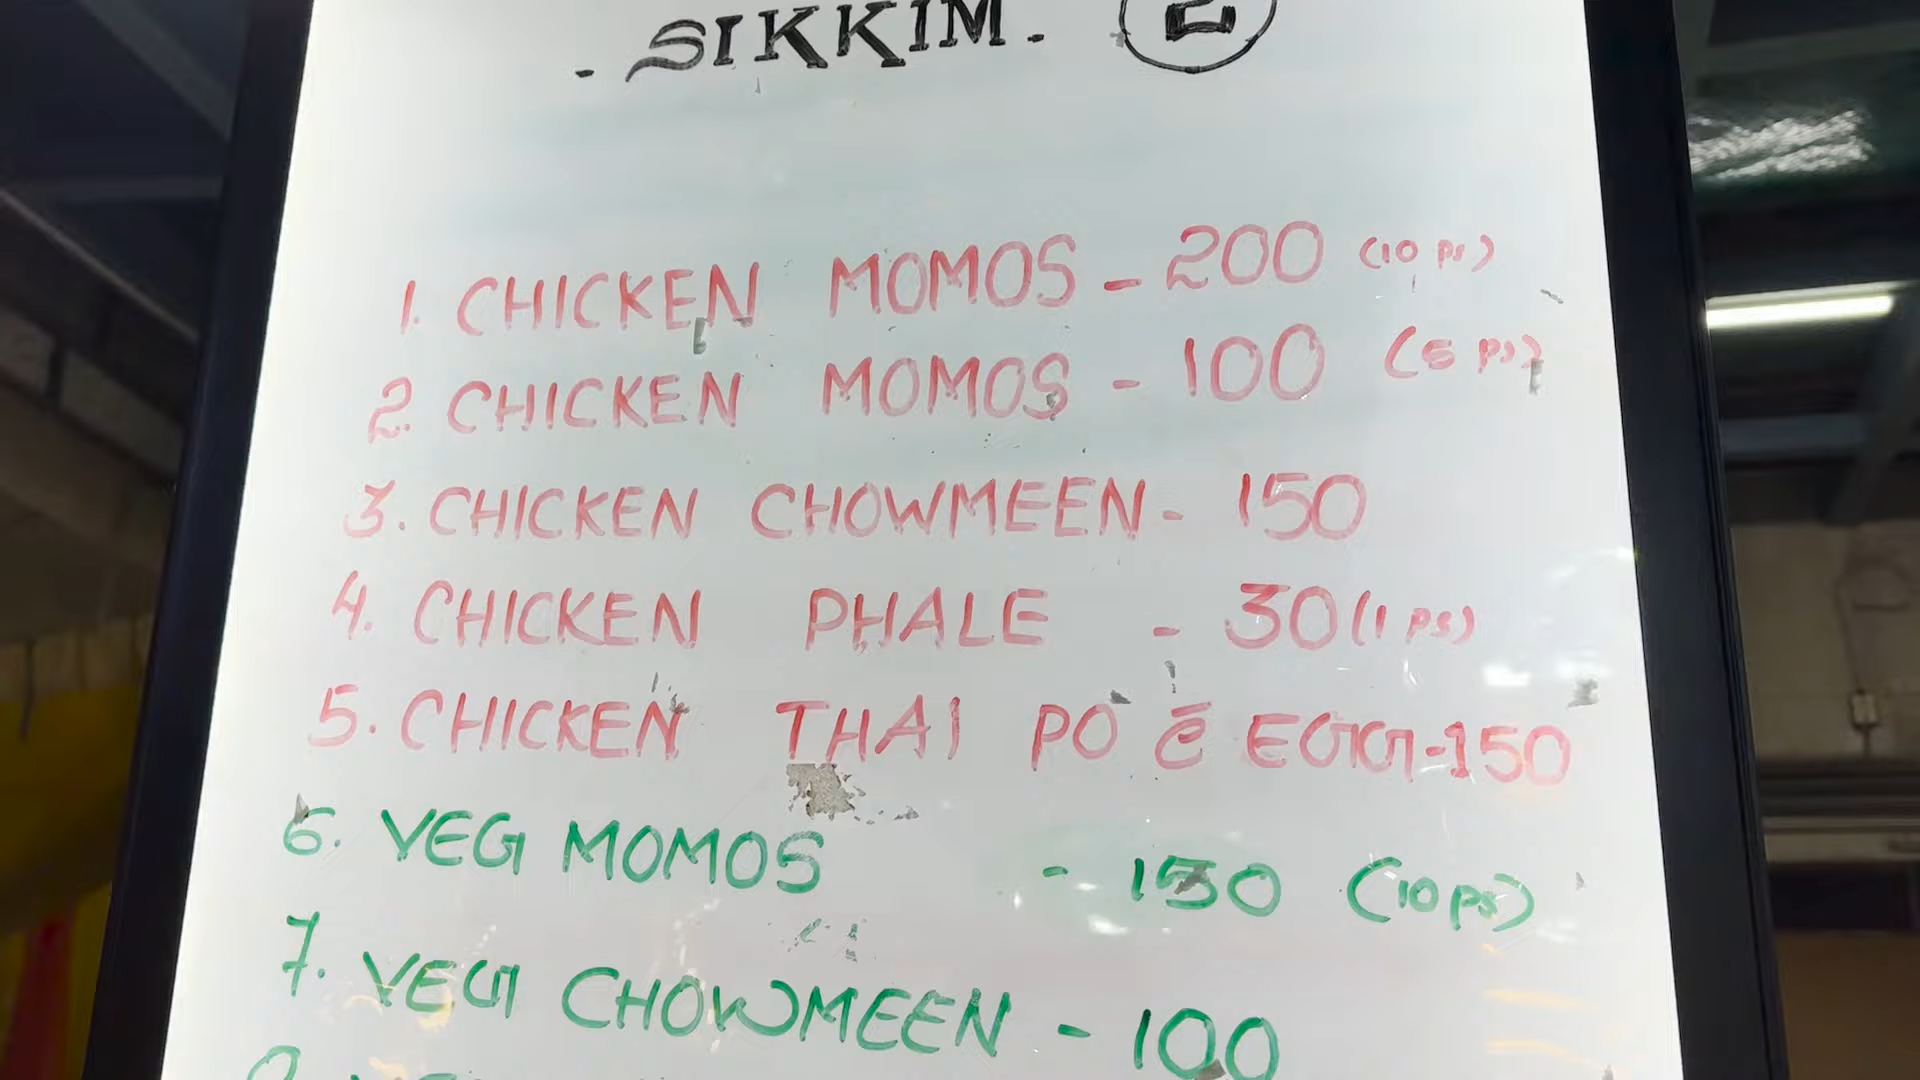 - SIKKIM. 2
1. CHICKEN MOMOS - 200 (10 ps)
2. CHICKEN MOMOS - 100 (5 ps)
3. CHICKEN CHOWMEEN - 150
4. CHICKEN PHALE - 30 (1 ps)
5. CHICKEN THAI PO C̄ EGG - 150
6. VEG MOMOS - 150 (10 ps)
7. VEG CHOWMEEN - 100